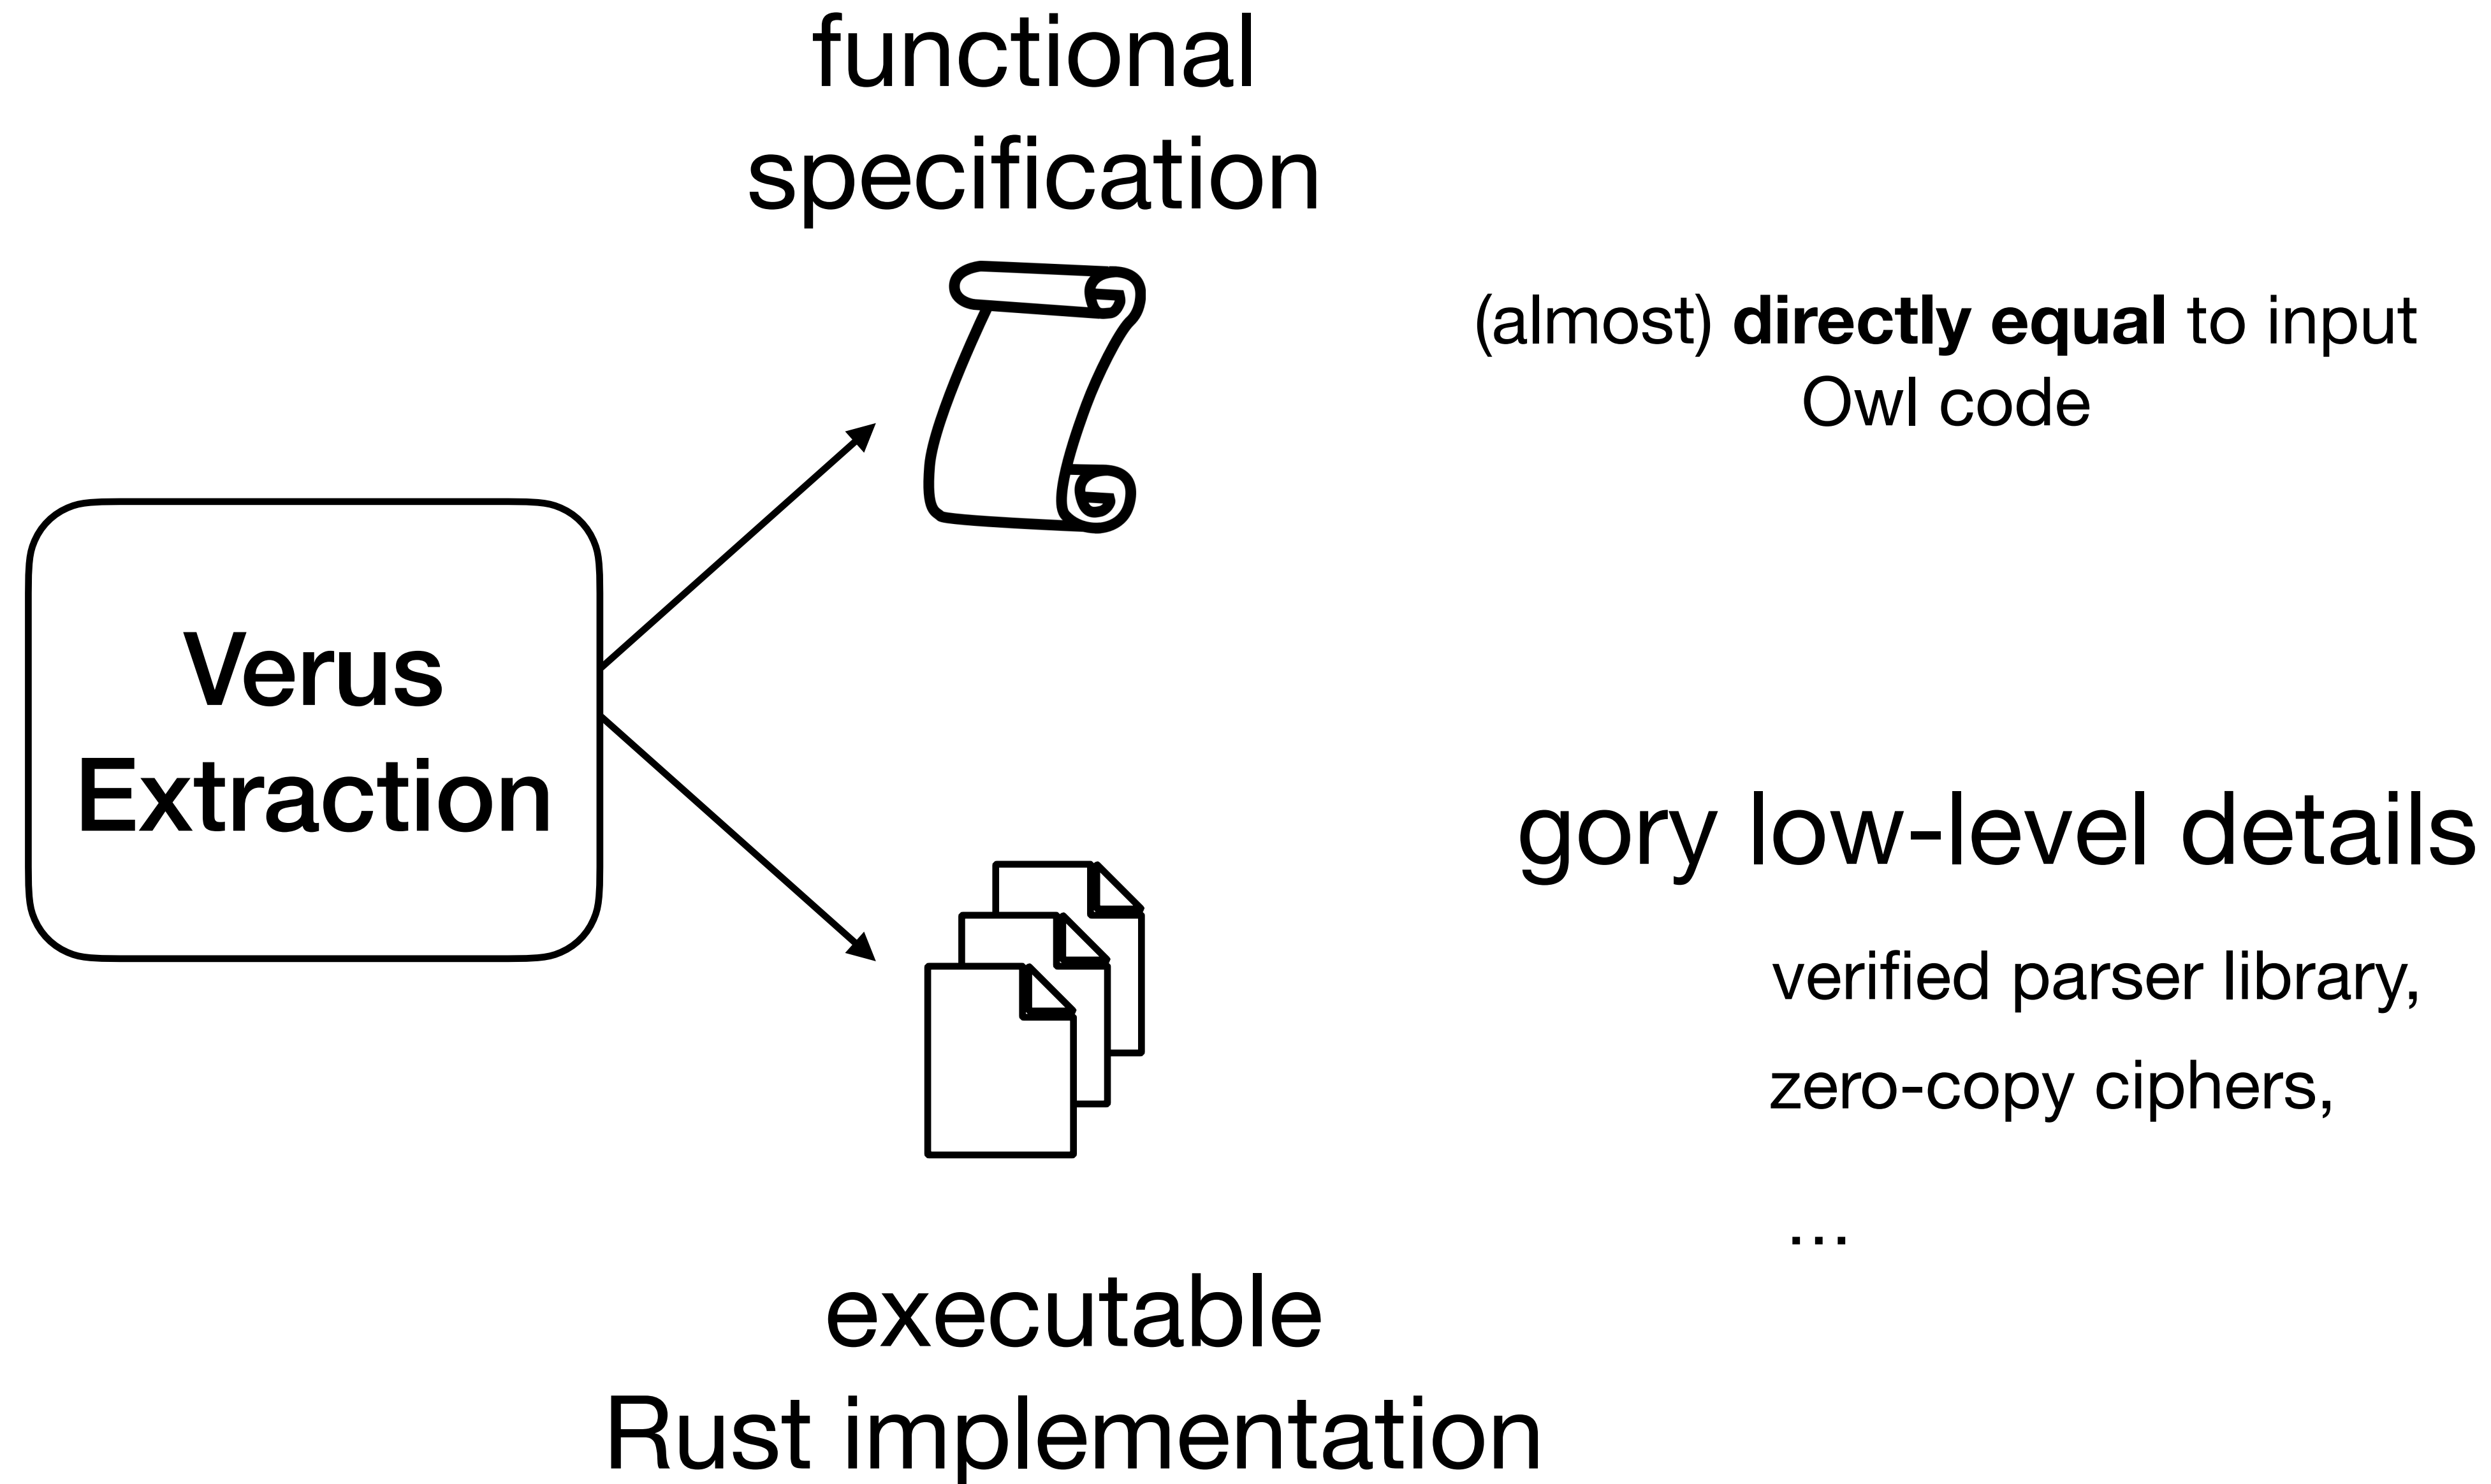 functional
specification
(almost) directly equal to input
Owl code
Verus
Extraction
gory low-level details
verified parser library,
zero-copy ciphers,
...
executable
Rust implementation